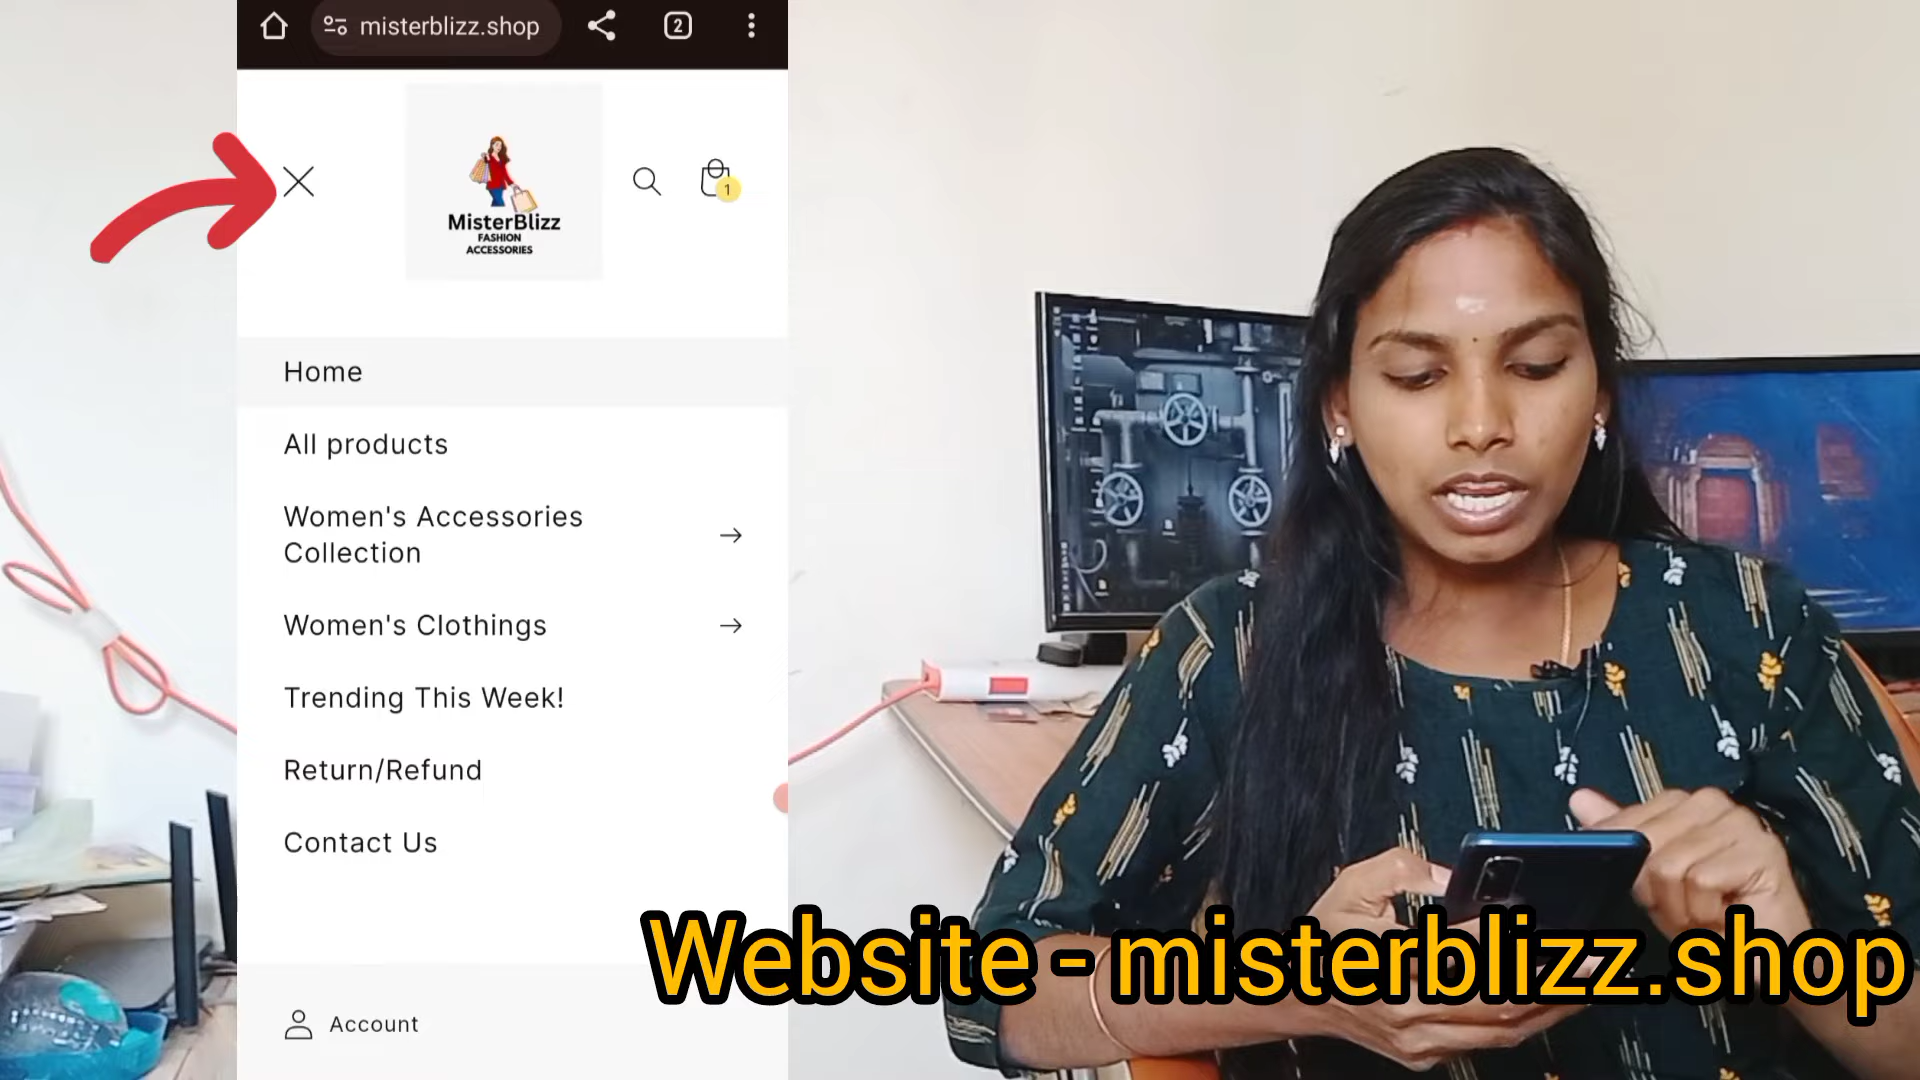 misterblizz.shop
2
MisterBlizz
FASHION
ACCESSORIES
1
Home
All products
Women's Accessories
Collection
Women's Clothings
Trending This Week!
Return/Refund
Contact Us
Account
Website - misterblizz.shop